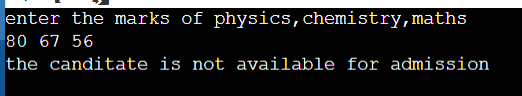 enter the marks of physics,chemistry,maths
80 67 56
the canditate is not available for admission